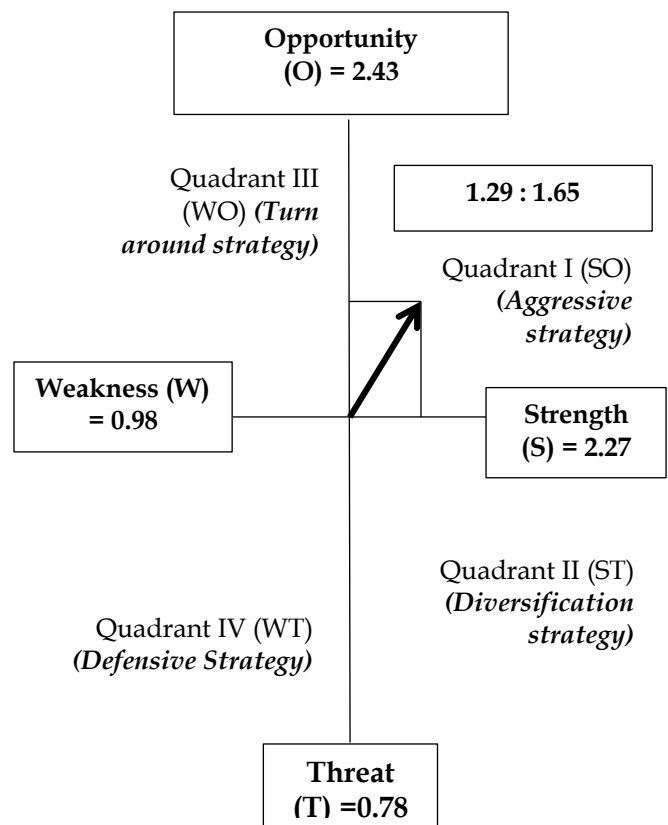 Opportunity
(O) = 2.43
Quadrant III
(WO) (Turn
around strategy)
1.29 : 1.65
Quadrant I (SO)
(Aggressive
strategy)
Weakness (W)
= 0.98
Strength
(S) = 2.27
Quadrant II (ST)
(Diversification
strategy)
Quadrant IV (WT)
(Defensive Strategy)
Threat
(T) =0.78